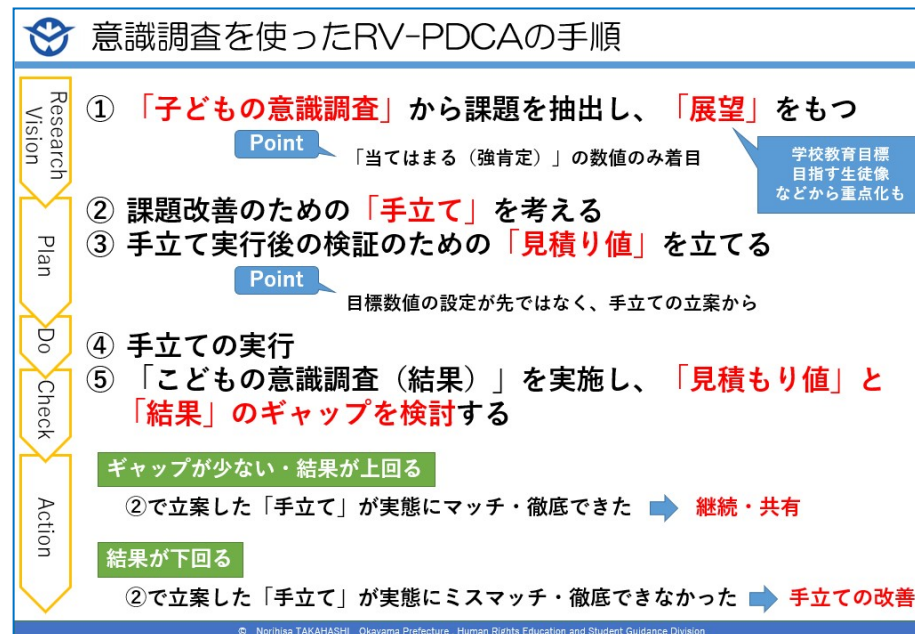 意識調査を使ったRV-PDCAの手順
Research
Vision
① 「子どもの意識調査」から課題を抽出し、「展望」をもつ
Point
「当てはまる（強肯定）」の数値のみ着目
学校教育目標
目指す生徒像
などから重点化も
Plan
② 課題改善のための「手立て」を考える
③ 手立て実行後の検証のための「見積り値」を立てる
Point
目標数値の設定が先ではなく、手立ての立案から
Do
④ 手立ての実行
Check
⑤ 「こどもの意識調査（結果）」を実施し、「見積もり値」と
「結果」のギャップを検討する
Action
ギャップが少ない・結果が上回る
②で立案した「手立て」が実態にマッチ・徹底できた
継続・共有
結果が下回る
②で立案した「手立て」が実態にミスマッチ・徹底できなかった
手立ての改善
© Norihisa TAKAHASHI Okayama Prefecture Human Rights Education and Student Guidance Division